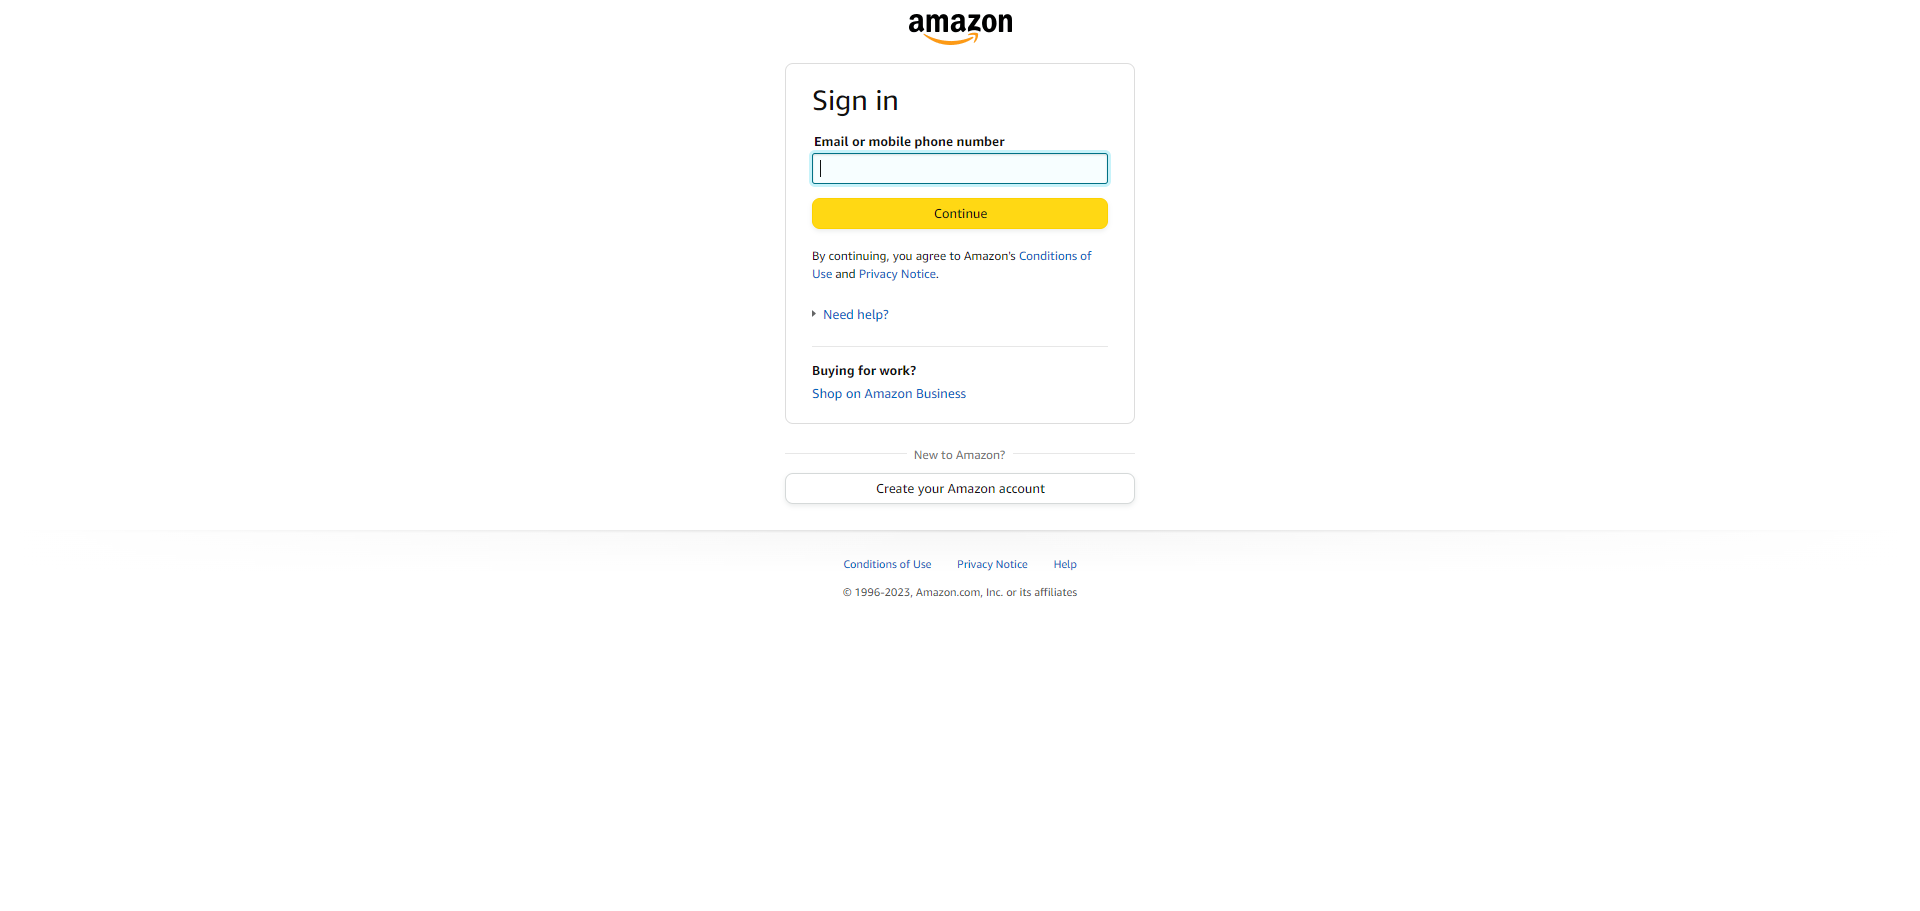 amazon
Sign in
Email or mobile phone number
Continue
By continuing, you agree to Amazon's Conditions of
Use and Privacy Notice.
Need help?
Buying for work?
Shop on Amazon Business
New to Amazon?
Create your Amazon account
Conditions of Use Privacy Notice Help
© 1996-2023, Amazon.com, Inc. or its affiliates